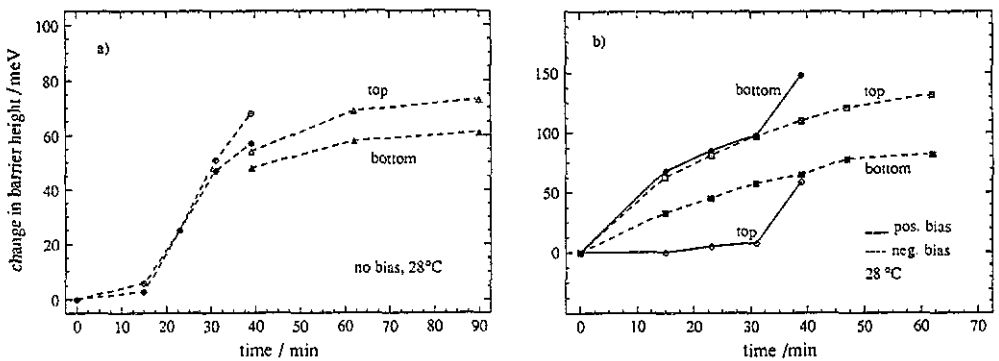 change in barrier height / meV
100
80
60
40
20
0
a)
top
bottom
no bias, 28°C
0 10 20 30 40 50 60 70 80 90
time / min
150
100
50
0
b)
bottom
top
bottom
top
pos. bias
neg. bias
28 °C
0 10 20 30 40 50 60 70
time /min